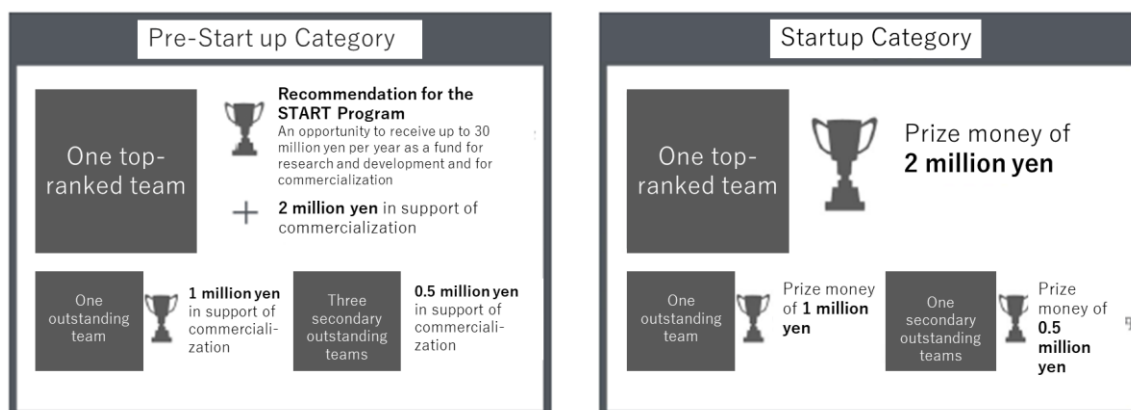 Pre-Start up Category
One top-
ranked team
Recommendation for the
START Program
An opportunity to receive up to 30
million yen per year as a fund for
research and development and for
commercialization
+
2 million yen in support of
commercialization
One
outstanding
team
1 million yen
in support of
commerciali-
zation
Three
secondary
outstanding
teams
0.5 million yen
in support of
commerciali-
zation
Startup Category
One top-
ranked team
Prize money of
2 million yen
One
outstanding
team
Prize money
of 1 million
yen
One
secondary
outstanding
teams
Prize
money of
0.5
million
yen